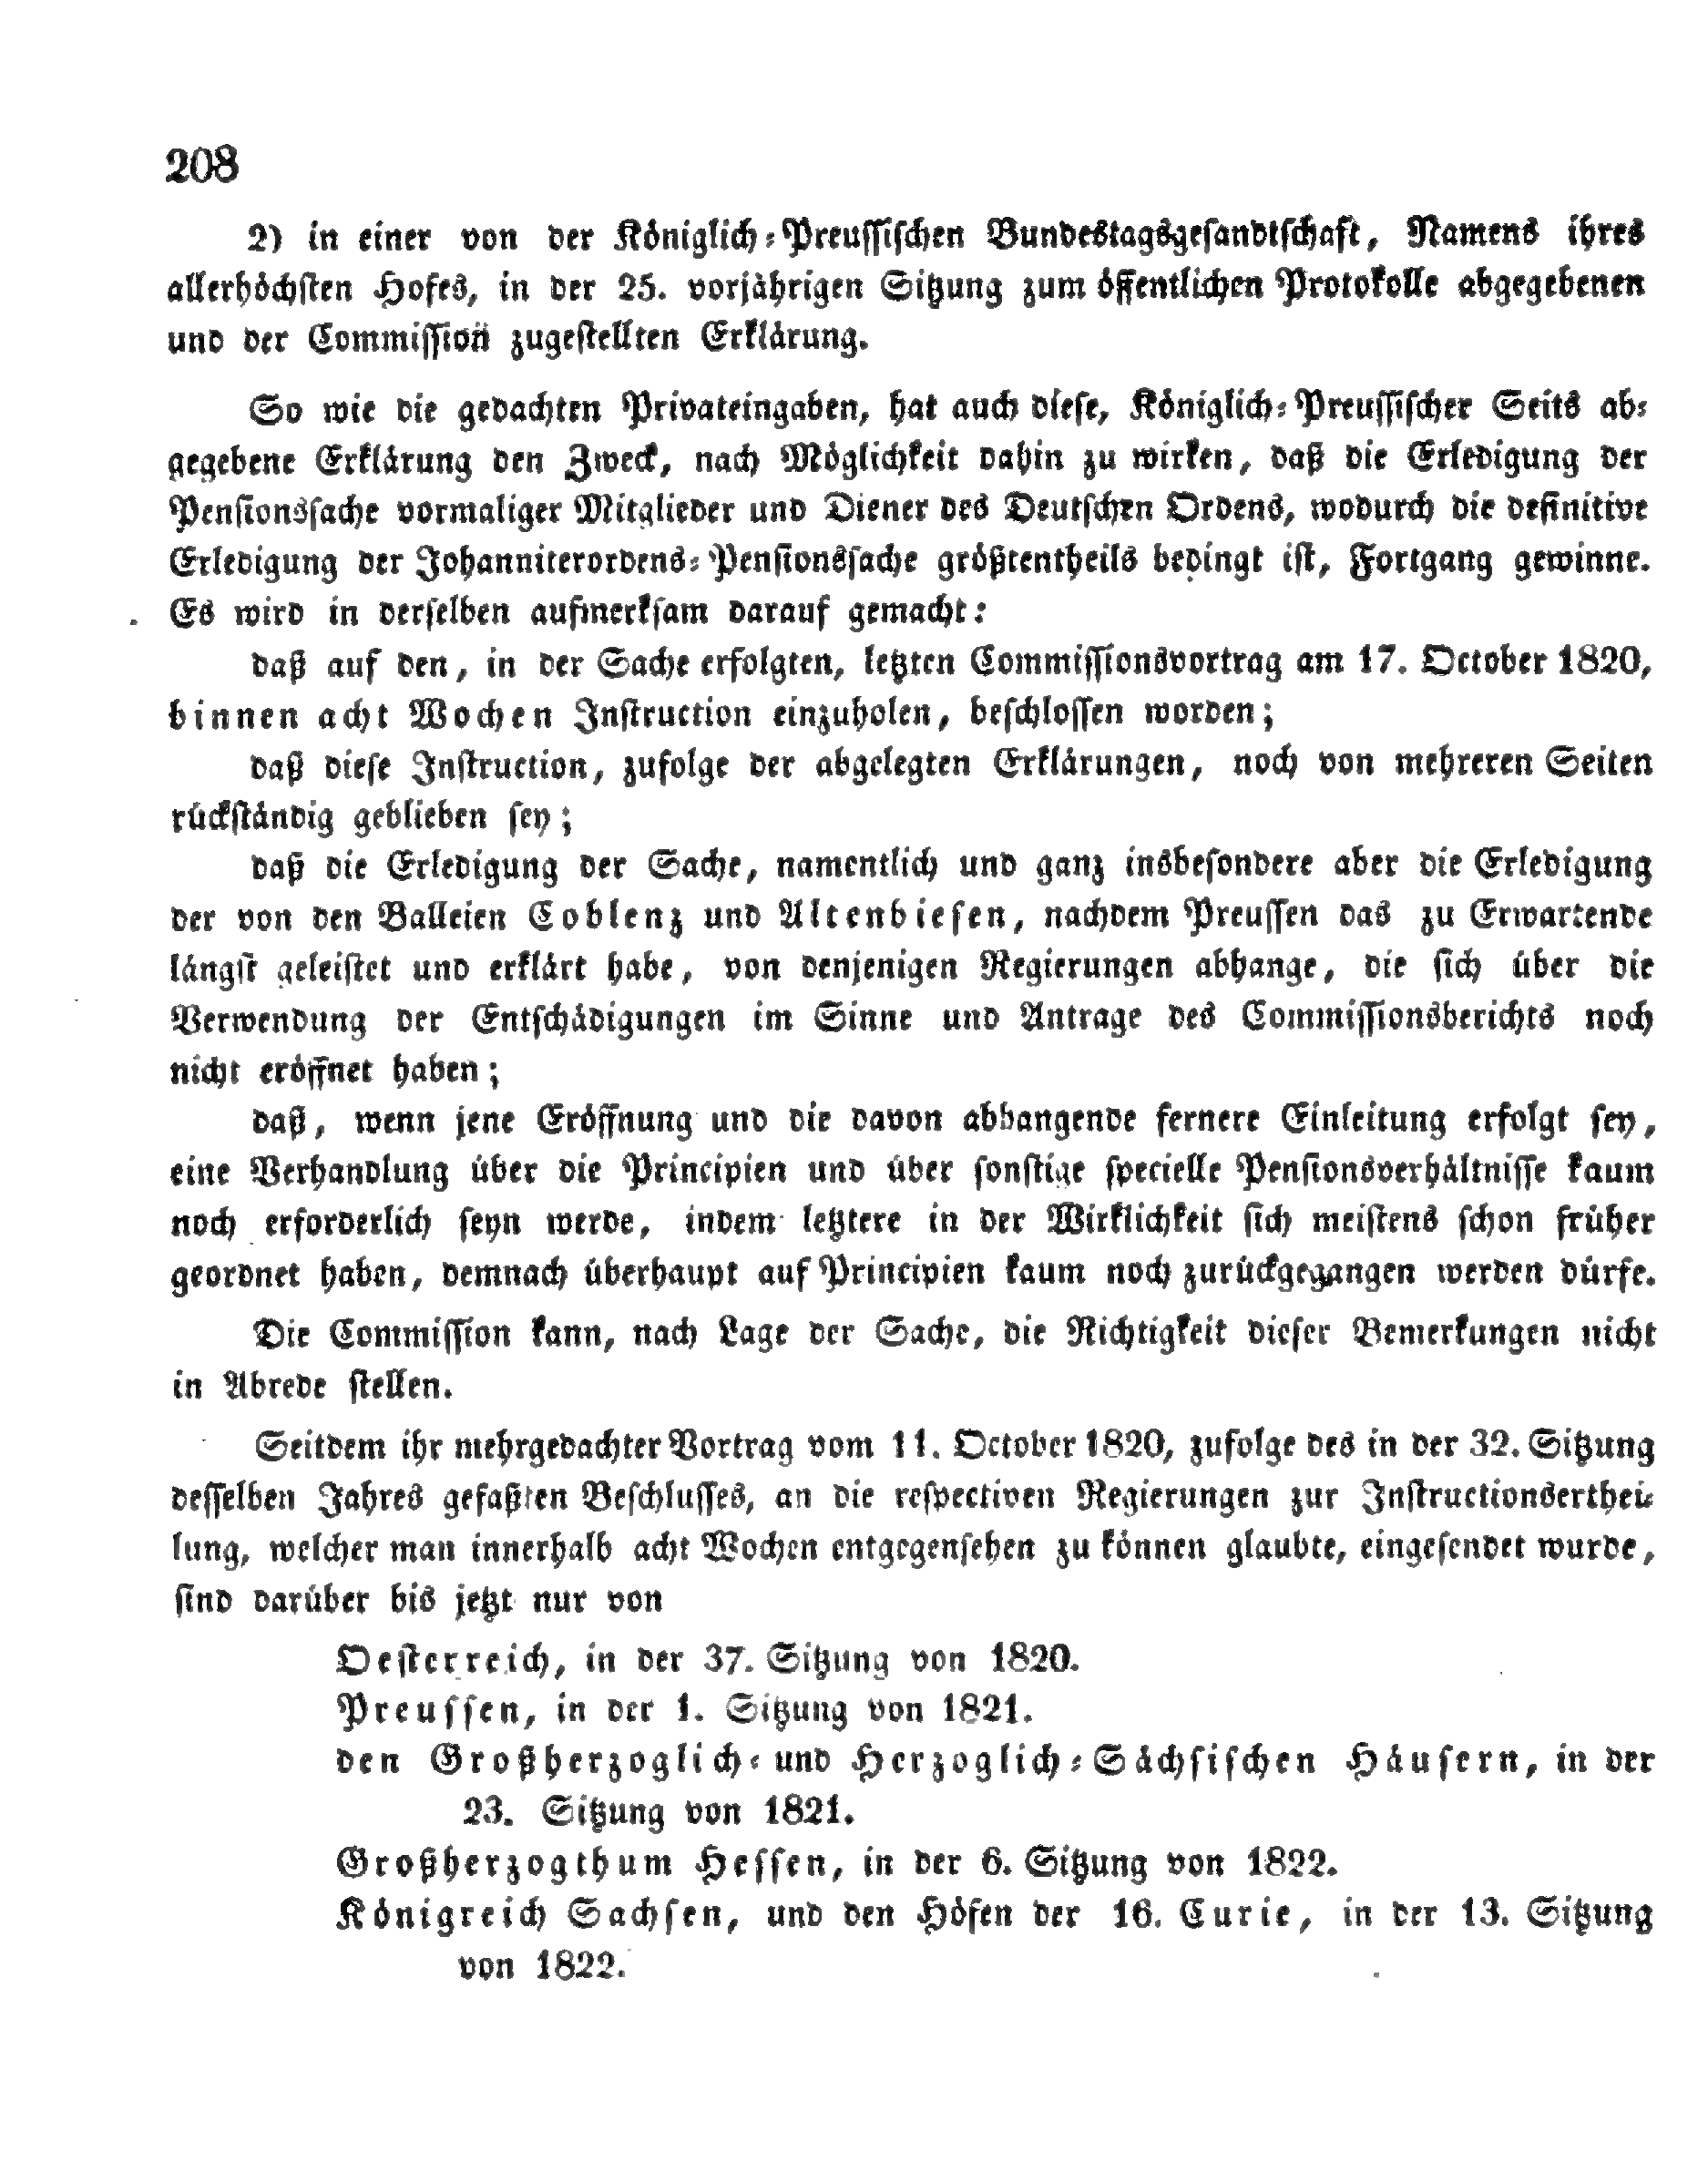 208
2) in einer von der Königlich-Preussischen Bundestagsgesandtschaft, Namens ihres
allerhöchsten Hofes, in der 25. vorjährigen Sitzung zum öffentlichen Protokolle abgegebenen
und der Commission zugestellten Erklärung.
So wie die gedachten Privateingaben, hat auch diese, Königlich-Preussischer Seits ab-
gegebene Erklärung den Zweck, nach Möglichkeit dahin zu wirken, daß die Erledigung der
Pensionssache vormaliger Mitglieder und Diener des Deutschen Ordens, wodurch die definitive
Erledigung der Johanniterordens-Pensionssache größtentheils bedingt ist, Fortgang gewinne.
Es wird in derselben aufmerksam darauf gemacht:
daß auf den, in der Sache erfolgten, letzten Commissionsvortrag am 17. October 1820,
binnen acht Wochen Instruction einzuholen, beschlossen worden;
daß diese Instruction, zufolge der abgelegten Erklärungen, noch von mehreren Seiten
rückständig geblieben sey;
daß die Erledigung der Sache, namentlich und ganz insbesondere aber die Erledigung
der von den Balleien Coblenz und Altenbiesen, nachdem Preussen das zu Erwartende
längst geleistet und erklärt habe, von denjenigen Regierungen abhange, die sich über die
Verwendung der Entschädigungen im Sinne und Antrage des Commissionsberichts noch
nicht eröffnet haben;
daß, wenn jene Eröffnung und die davon abhangende fernere Einleitung erfolgt sey,
eine Verhandlung über die Principien und über sonstige specielle Pensionsverhältnisse kaum
noch erforderlich seyn werde, indem letztere in der Wirklichkeit sich meistens schon früher
geordnet haben, demnach überhaupt auf Principien kaum noch zurückgegangen werden dürfe.
Die Commission kann, nach Lage der Sache, die Richtigkeit dieser Bemerkungen nicht
in Abrede stellen.
Seitdem ihr mehrgedachter Vortrag vom 11. October 1820, zufolge des in der 32. Sitzung
desselben Jahres gefaßten Beschlusses, an die respectiven Regierungen zur Instructionserthei-
lung, welcher man innerhalb acht Wochen entgegensehen zu können glaubte, eingesendet wurde,
sind darüber bis jetzt nur von
Oesterreich, in der 37. Sitzung von 1820.
Preussen, in der 1. Sitzung von 1821.
den Großherzoglich- und Herzoglich-Sächsischen Häusern, in der
23. Sitzung von 1821.
Großherzogthum Hessen, in der 6. Sitzung von 1822.
Königreich Sachsen, und den Höfen der 16. Curie, in der 13. Sitzung
von 1822.